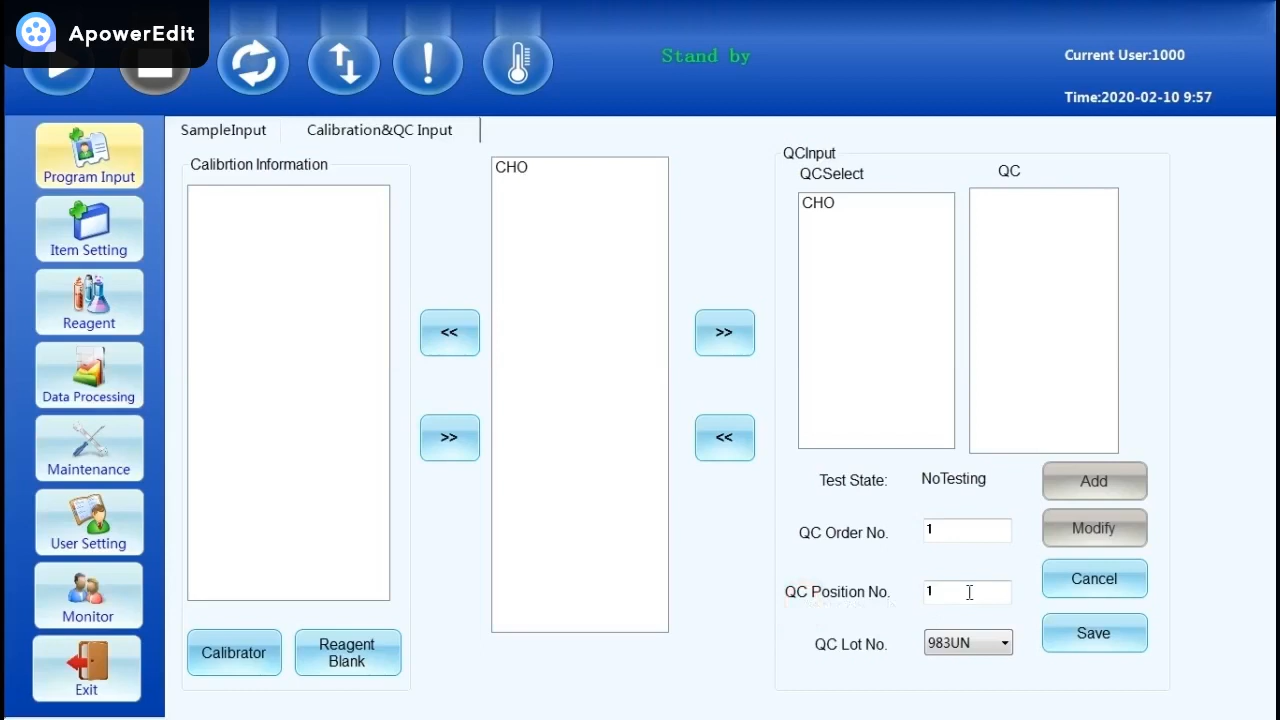 ApowerEdit
Stand by
Current User:1000
Time:2020-02-10 9:57
Program Input
Item Setting
Reagent
Data Processing
Maintenance
User Setting
Monitor
Exit
SampleInput
Calibration&QC Input
Calibrtion Information
<<
>>
Calibrator
Reagent
Blank
CHO
>>
<<
QCInput
QCSelect
QC
CHO
Test State:
NoTesting
Add
QC Order No.
1
Modify
QC Position No.
1
Cancel
QC Lot No.
983UN
Save